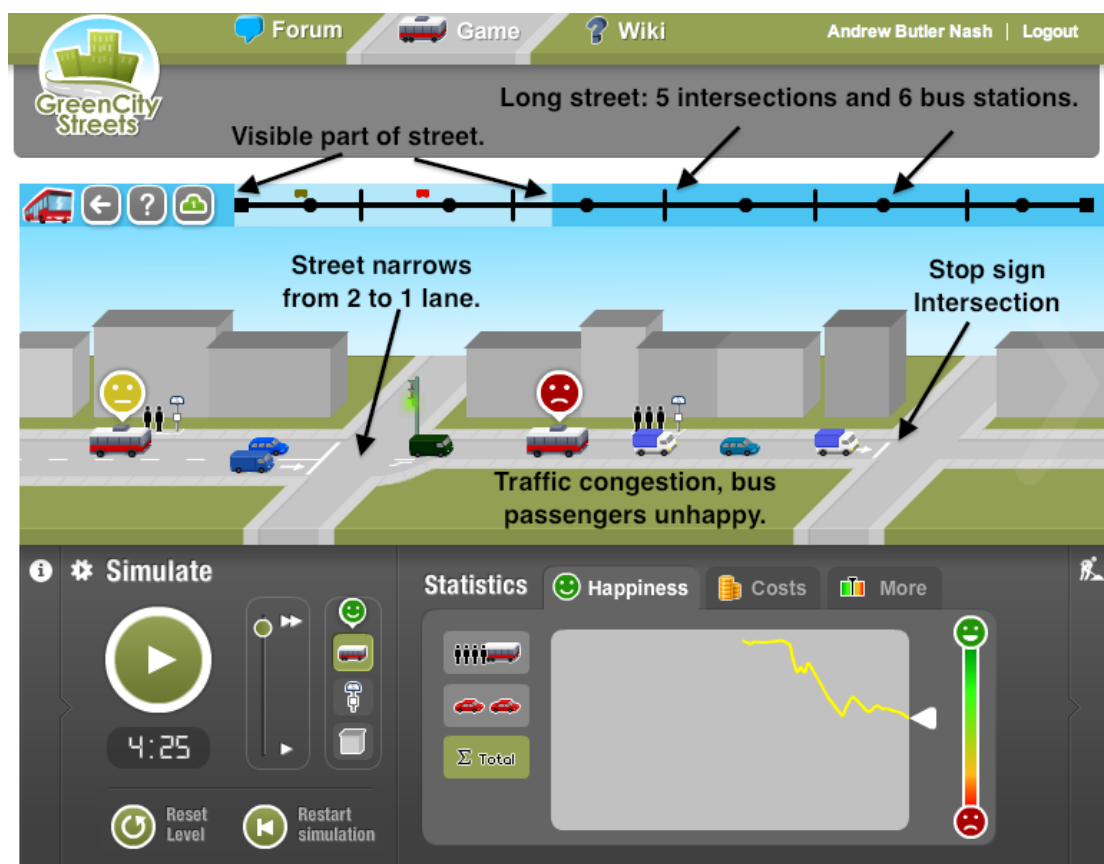 Forum
Game
? Wiki
Andrew Butler Nash | Logout
GreenCity
Streets
Long street: 5 intersections and 6 bus stations.
Visible part of street.
?
1
Street narrows
from 2 to 1 lane.
Stop sign
Intersection
Traffic congestion, bus
passengers unhappy.
i
Simulate
4:25
Reset
Level
Restart
simulation
Statistics
Happiness
Costs
More
Σ Total